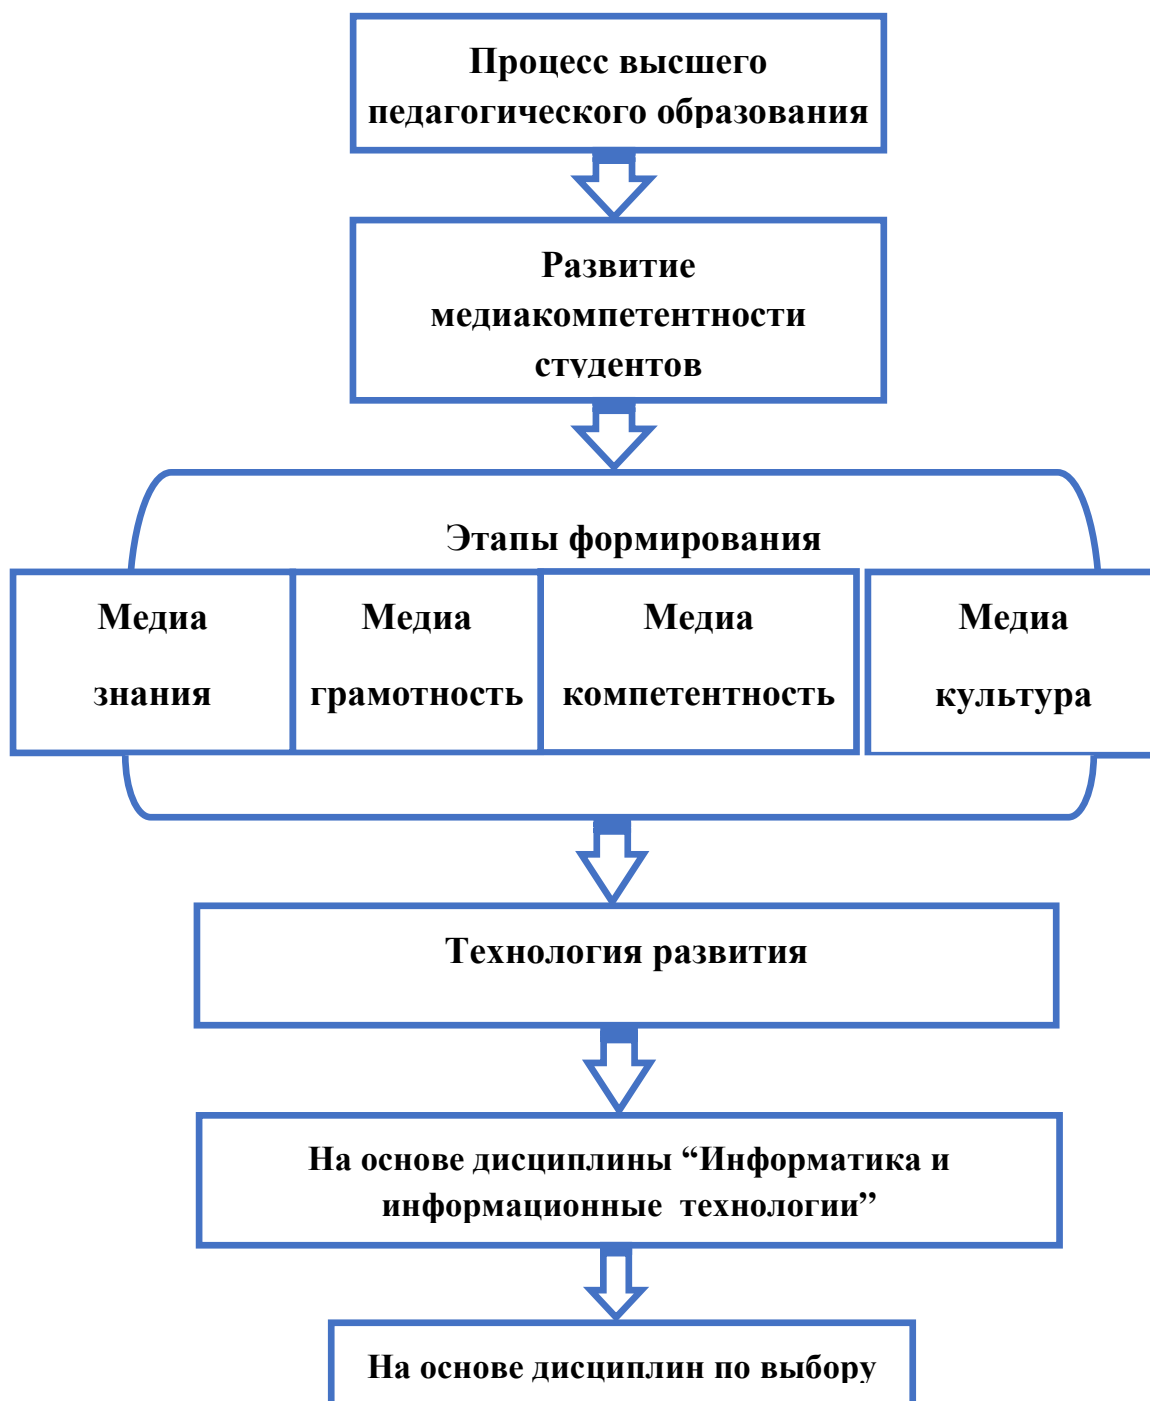 Процесс высшего
педагогического образования
Развитие
медиакомпетентности
студентов
Этапы формирования
Медиа
знания
Медиа
грамотность
Медиа
компетентность
Медиа
культура
Технология развития
На основе дисциплины “Информатика и
информационные технологии”
На основе дисциплин по выбору